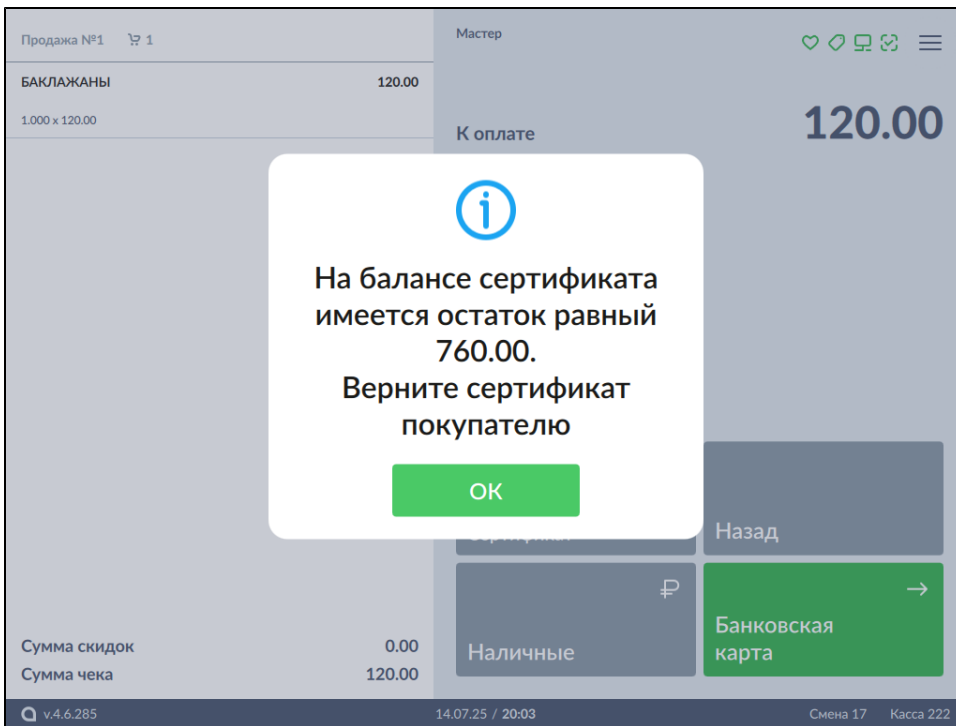 Продажа №1 1
Мастер
БАКЛАЖАНЫ 120.00
1.000 x 120.00
К оплате 120.00
На балансе сертификата
имеется остаток равный
760.00.
Верните сертификат
покупателю
ОК
Назад
Наличные
Банковская
карта
Сумма скидок 0.00
Сумма чека 120.00
v.4.6.285 14.07.25 / 20:03 Смена 17 Касса 222